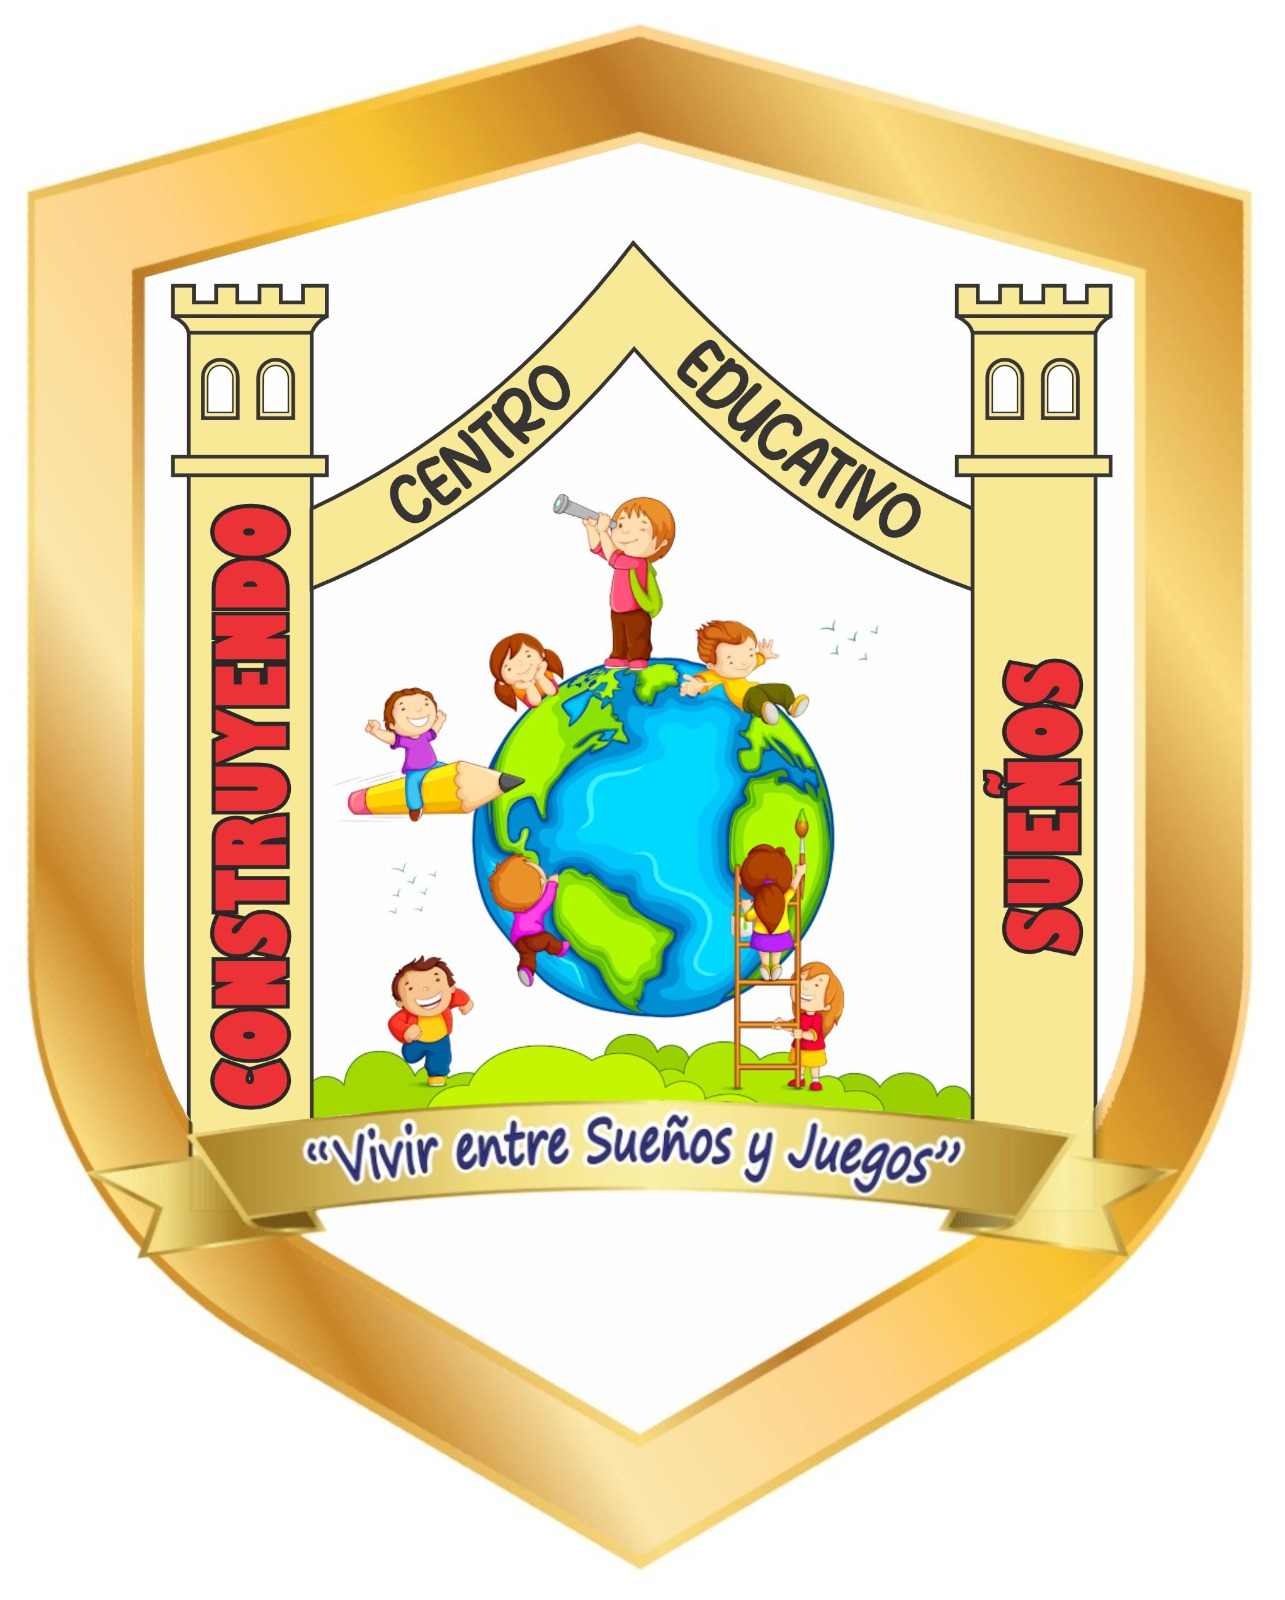 CENTRO EDUCATIVO
CONSTRUYENDO
SUEÑOS
“Vivir entre Sueños y Juegos”